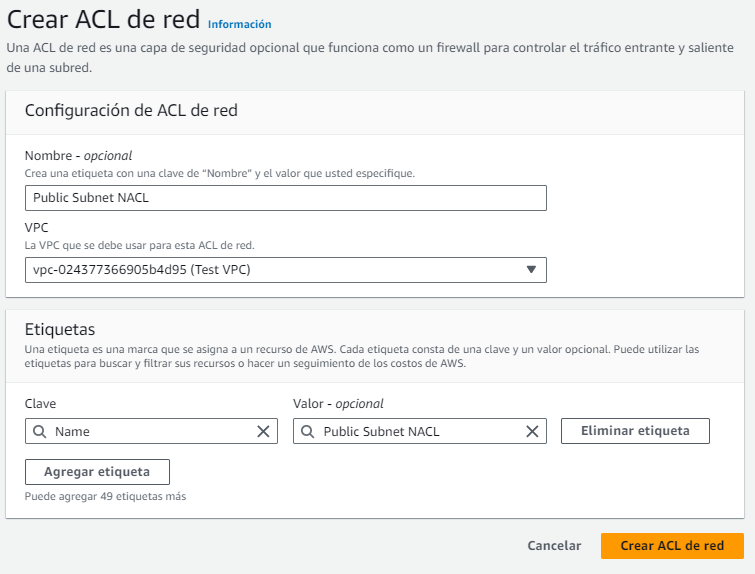 Crear ACL de red Información
Una ACL de red es una capa de seguridad opcional que funciona como un firewall para controlar el tráfico entrante y saliente
de una subred.
Configuración de ACL de red
Nombre - opcional
Crea una etiqueta con una clave de “Nombre” y el valor que usted especifique.
Public Subnet NACL
VPC
La VPC que se debe usar para esta ACL de red.
vpc-024377366905b4d95 (Test VPC)
Etiquetas
Una etiqueta es una marca que se asigna a un recurso de AWS. Cada etiqueta consta de una clave y un valor opcional. Puede utilizar las
etiquetas para buscar y filtrar sus recursos o hacer un seguimiento de los costos de AWS.
Clave Valor - opcional
Name Public Subnet NACL Eliminar etiqueta
Agregar etiqueta
Puede agregar 49 etiquetas más
Cancelar Crear ACL de red